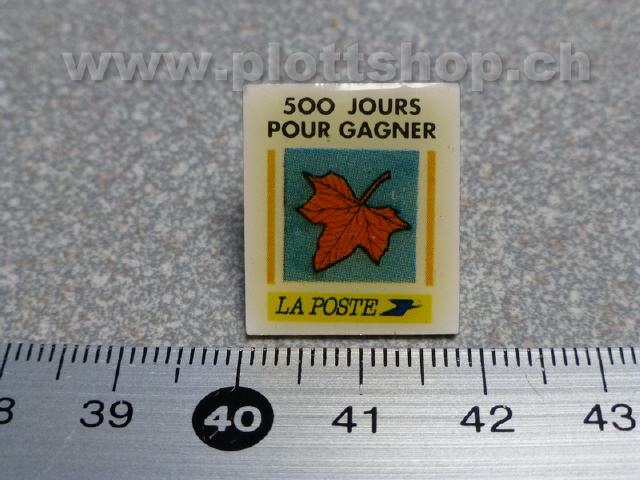 www.plottshop.ch
500 JOURS
POUR GAGNER
LA POSTE
39 40 41 42 43